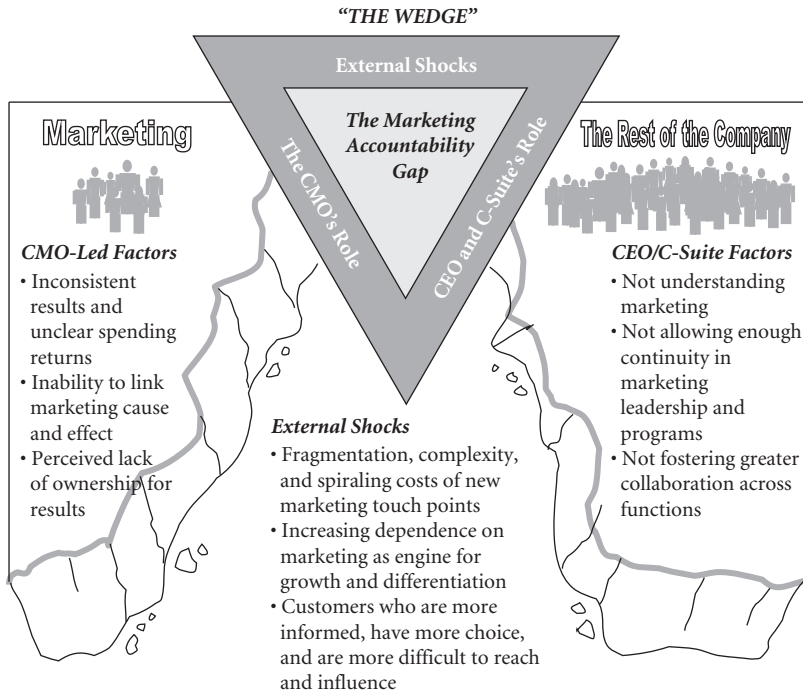 “THE WEDGE”
External Shocks
The Marketing
Accountability
Gap
The CMO’s Role
CEO and C-Suite’s Role
Marketing
CMO-Led Factors
• Inconsistent
results and
unclear spending
returns
• Inability to link
marketing cause
and effect
• Perceived lack
of ownership for
results
External Shocks
• Fragmentation, complexity,
and spiraling costs of new
marketing touch points
• Increasing dependence on
marketing as engine for
growth and differentiation
• Customers who are more
informed, have more choice,
and are more difficult to reach
and influence
The Rest of the Company
CEO/C-Suite Factors
• Not understanding
marketing
• Not allowing enough
continuity in
marketing
leadership and
programs
• Not fostering greater
collaboration across
functions